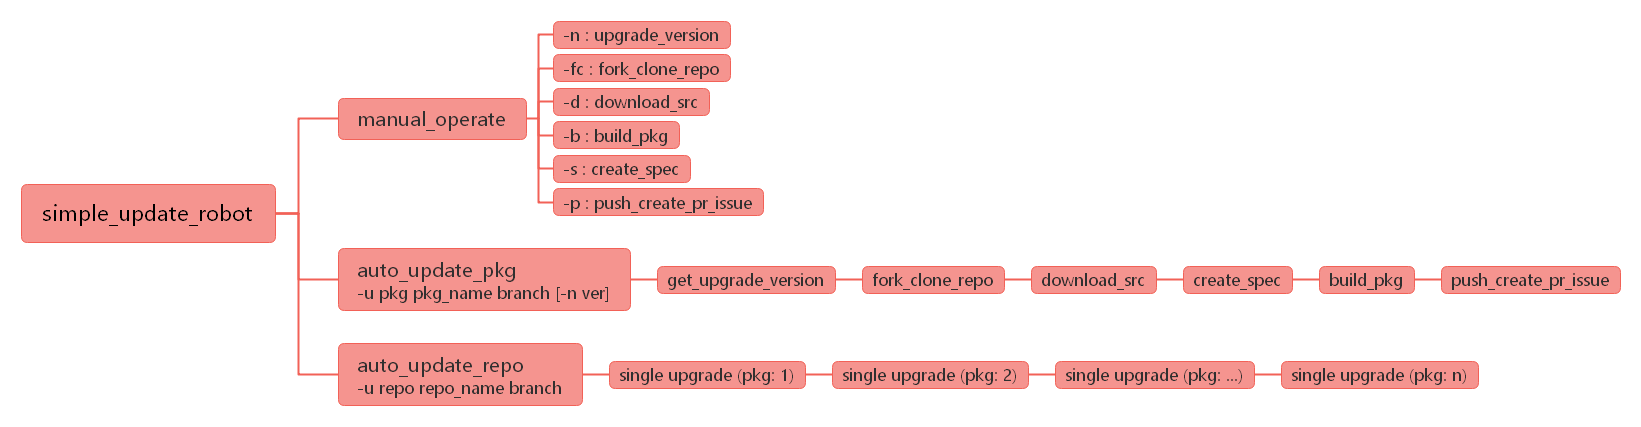 simple_update_robot
manual_operate
-n : upgrade_version
-fc : fork_clone_repo
-d : download_src
-b : build_pkg
-s : create_spec
-p : push_create_pr_issue
auto_update_pkg
-u pkg pkg_name branch [-n ver]
get_upgrade_version
fork_clone_repo
download_src
create_spec
build_pkg
push_create_pr_issue
auto_update_repo
-u repo repo_name branch
single upgrade (pkg: 1)
single upgrade (pkg: 2)
single upgrade (pkg: ...)
single upgrade (pkg: n)